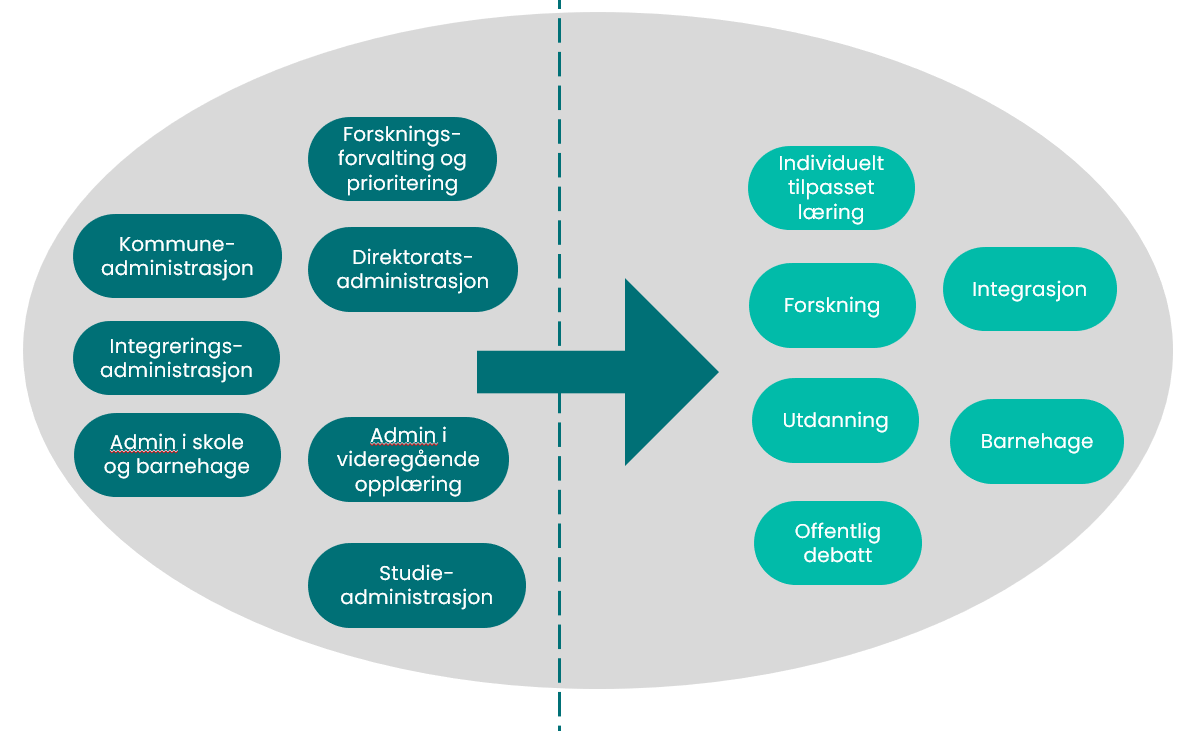 Forsknings-
forvalting og
prioritering
Kommune-
administrasjon
Direktorats-
administrasjon
Integrerings-
administrasjon
Admin i skole
og barnehage
Admin i
videregående
opplæring
Studie-
administrasjon
Individuelt
tilpasset
læring
Forskning
Integrasjon
Utdanning
Barnehage
Offentlig
debatt